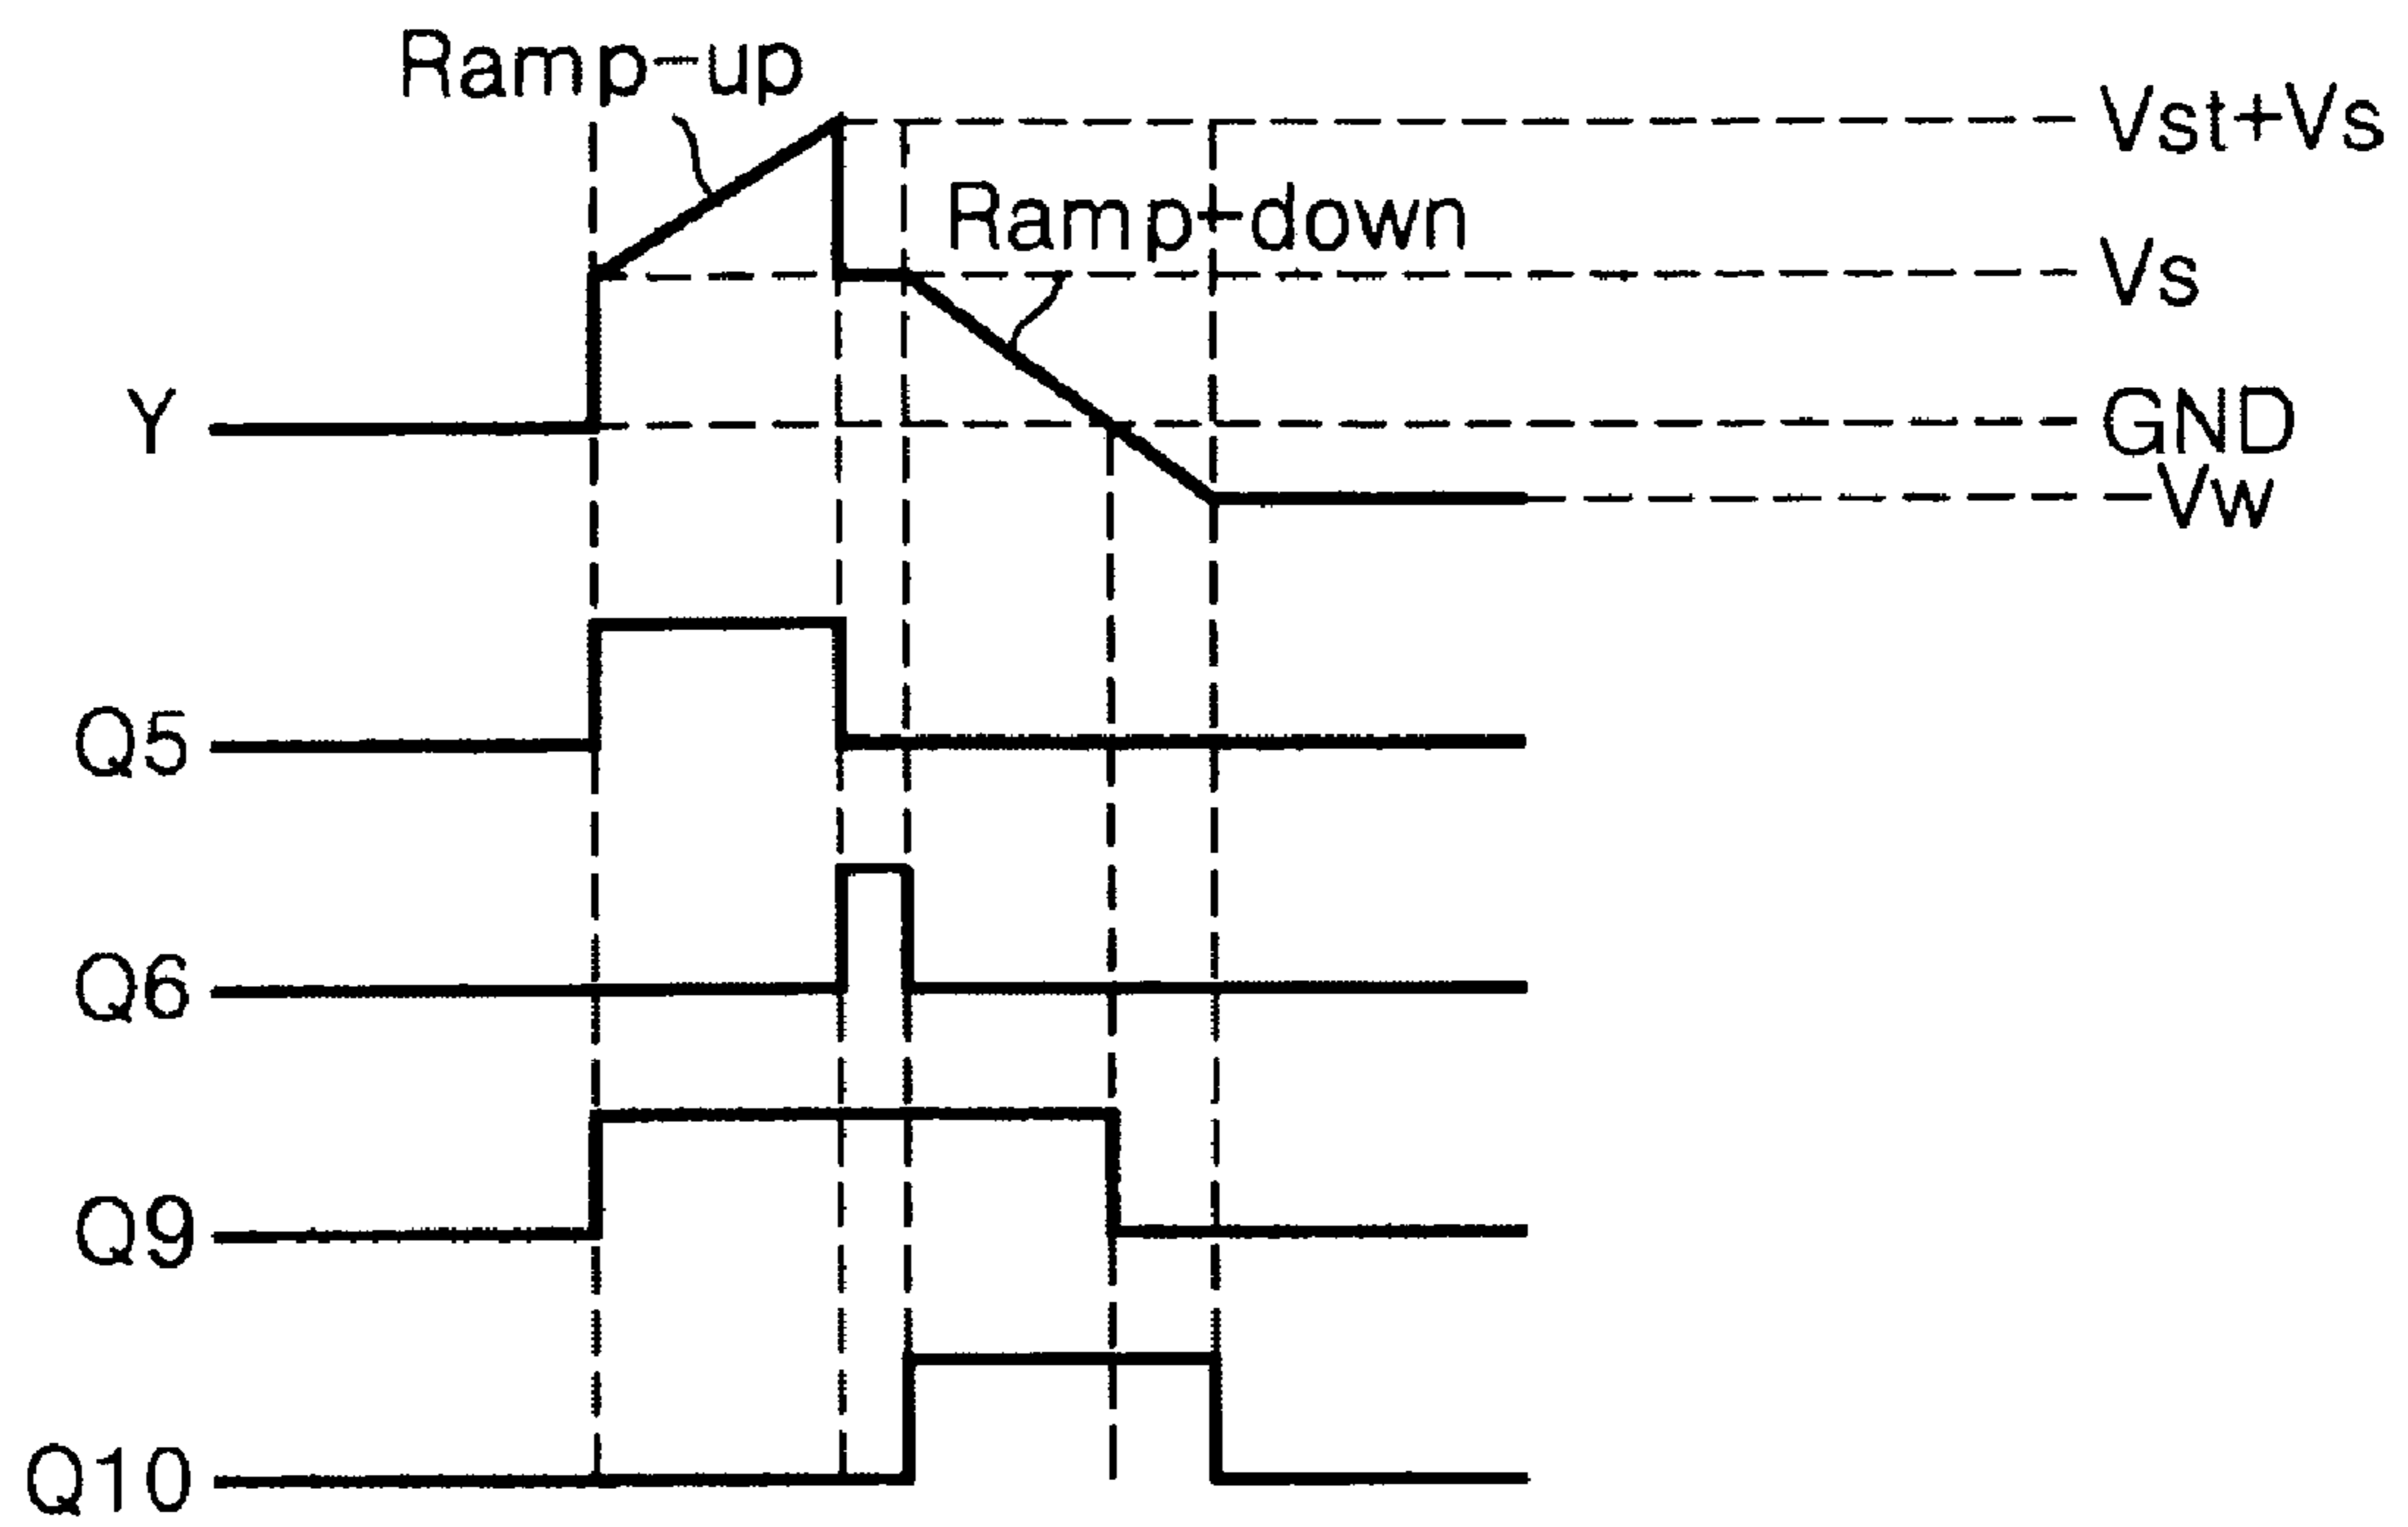 Ramp-up
Vst+Vs
Ramp-down
Vs
Y
GND
-Vw
Q5
Q6
Q9
Q10